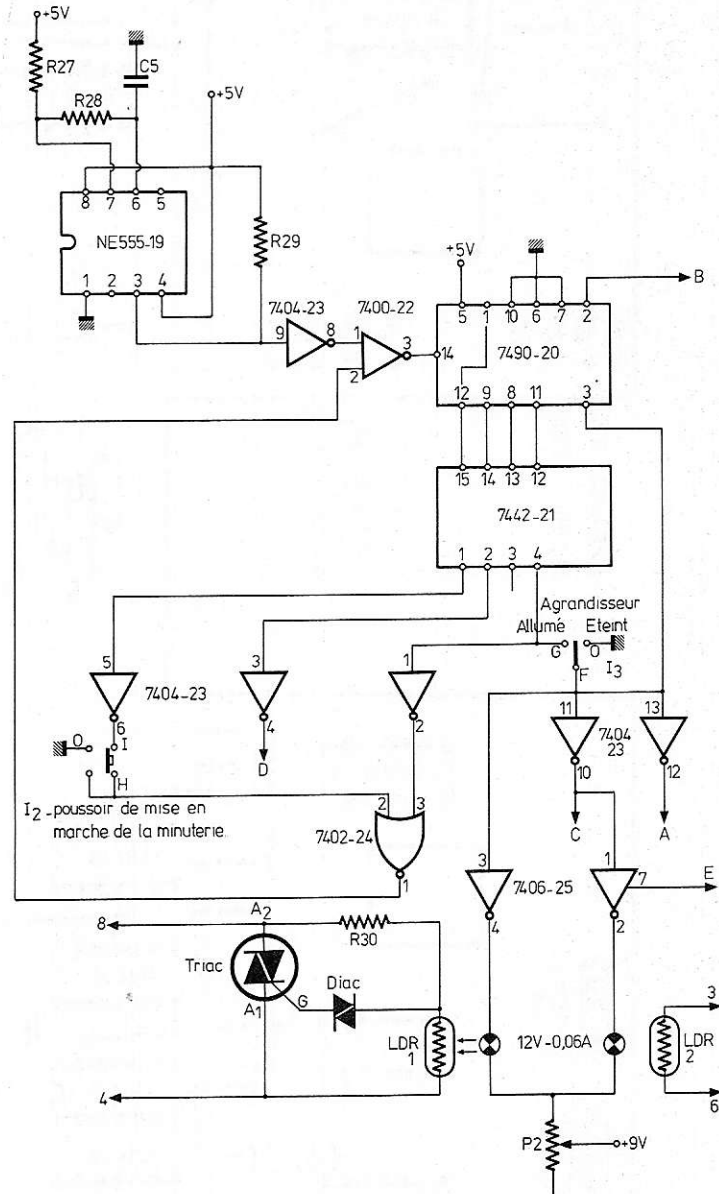 +5V
R27
C5
R28
+5V
8 7 6 5
NE555-19
R29
1 2 3 4
+5V
B
7404-23
7400-22
5 1 10 6 7 2
9
8
1
3
14
7490-20
2
12 9 8 11 3
15 14 13 12
7442-21
1 2 3 4
Agrandisseur
Allumé Eteint
G
O
I3
F
5
3
1
11
13
7404-23
7404
23
6
4
2
10
12
O
I
D
H
C
A
I2-poussoir de mise en
marche de la minuterie.
2 3
7402-24
3
7406-25
1
7
E
1
4
2
8
A2
R30
Triac
Diac
G
A1
3
LDR
1
12V-0,06A
LDR
2
4
6
P2
+9V